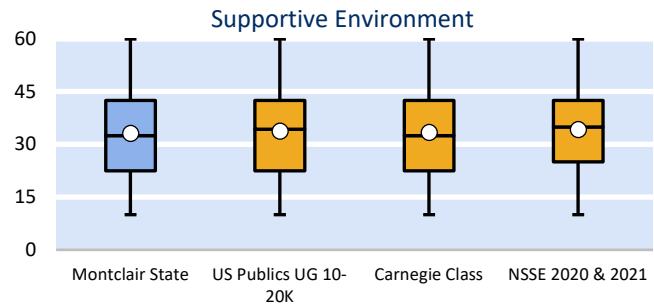 Supportive Environment
60
45
30
15
0
Montclair State
US Publics UG 10-
20K
Carnegie Class
NSSE 2020 & 2021